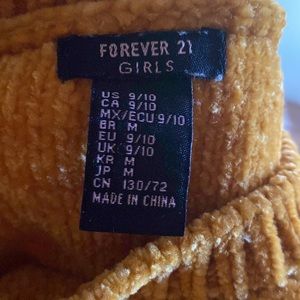 FOREVER 21
GIRLS
US 9/10
CA 9/10
MX/ECU 9/10
BR M
EU 9/10
UK 9/10
KR M
JP M
CN 130/72
MADE IN CHINA